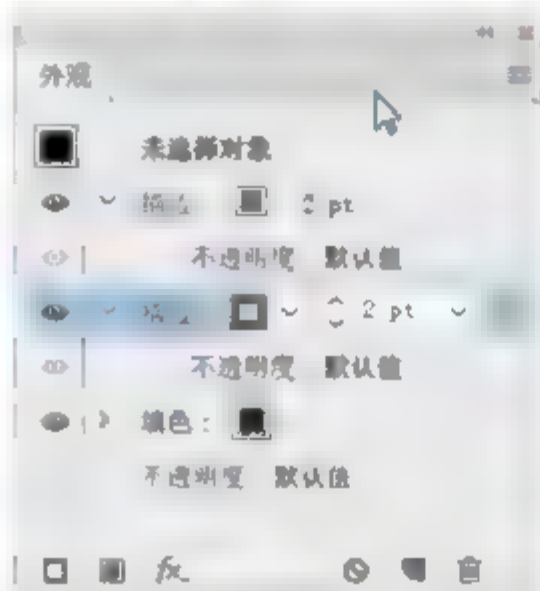 外观
未选择对象
pt
不透明度 默认值
2 pt
不透明度 默认值
填色：
不透明度 默认值
fx